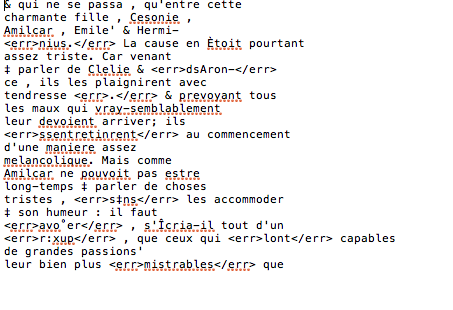 & qui ne se passa , qu'entre cette
charmante fille , Cesonie ,
Amilcar , Emile' & Hermi-
<err>nius.</err> La cause en Ètoit pourtant
assez triste. Car venant
‡ parler de Clelie & <err>dsAron-</err>
ce , ils les plaignirent avec
tendresse <err>.</err> & prevoyant tous
les maux qui vray-semblablement
leur devoient arriver; ils
<err>ssentretinrent</err> au commencement
d'une maniere assez
melancolique. Mais comme
Amilcar ne pouvoit pas estre
long-temps ‡ parler de choses
tristes , <err>s‡ns</err> les accommoder
‡ son humeur : il faut
<err>avo°er</err> , s'Îcria-il tout d'un
<err>r:xup</err> , que ceux qui <err>lont</err> capables
de grandes passions'
leur bien plus <err>mistrables</err> que